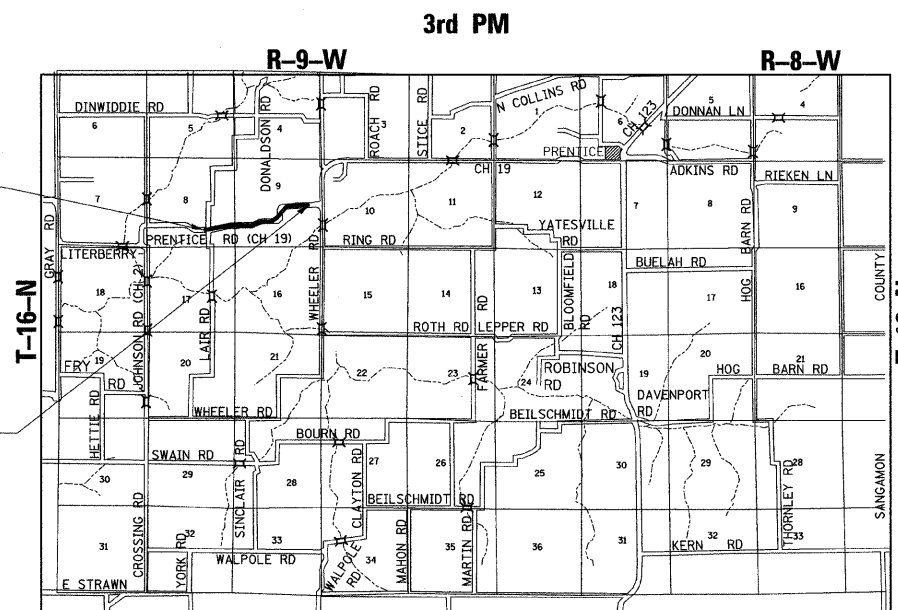 3rd PM
R-9-W
R-8-W
T-16-N
DINWIDDIE RD
DONALDSON RD
ROACH RD
STICE RD
N COLLINS RD
CH 123
DONNAN LN
6
5
4
3
2
1
6
5
4
PRENTICE
CH 19
ADKINS RD
RIEKEN LN
7
8
9
10
11
12
7
8
9
GRAY RD
PRENTICE RD (CH 19)
WHEELER RD
RING RD
YATESVILLE
RD
BARN RD
LITERBERRY
BUELAH RD
HOG
COUNTY
18
17
16
15
14
13
18
17
16
JOHNSON RD (CH 21)
LAIR RD
ROTH RD
LEPPER RD
FARMER RD
BLOOMFIELD
RD
CH 123
FRY
RD
19
20
21
22
23
24
19
20
21
ROBINSON
RD
HOG BARN RD
DAVENPORT
RD
HETTIE RD
WHEELER RD
BEILSCHMIDT RD
BOURN RD
SWAIN RD
SINCLAIR RD
CLAYTON RD
30
29
28
27
26
25
30
29
28
BEILSCHMIDT RD
CROSSING RD
THORNLEY RD
SANGAMON
31
32
33
34
35
36
31
32
33
YORK RD
WALPOLE RD
WALPOLE
RD
MAHON RD
MARTIN RD
KERN RD
E STRAWN